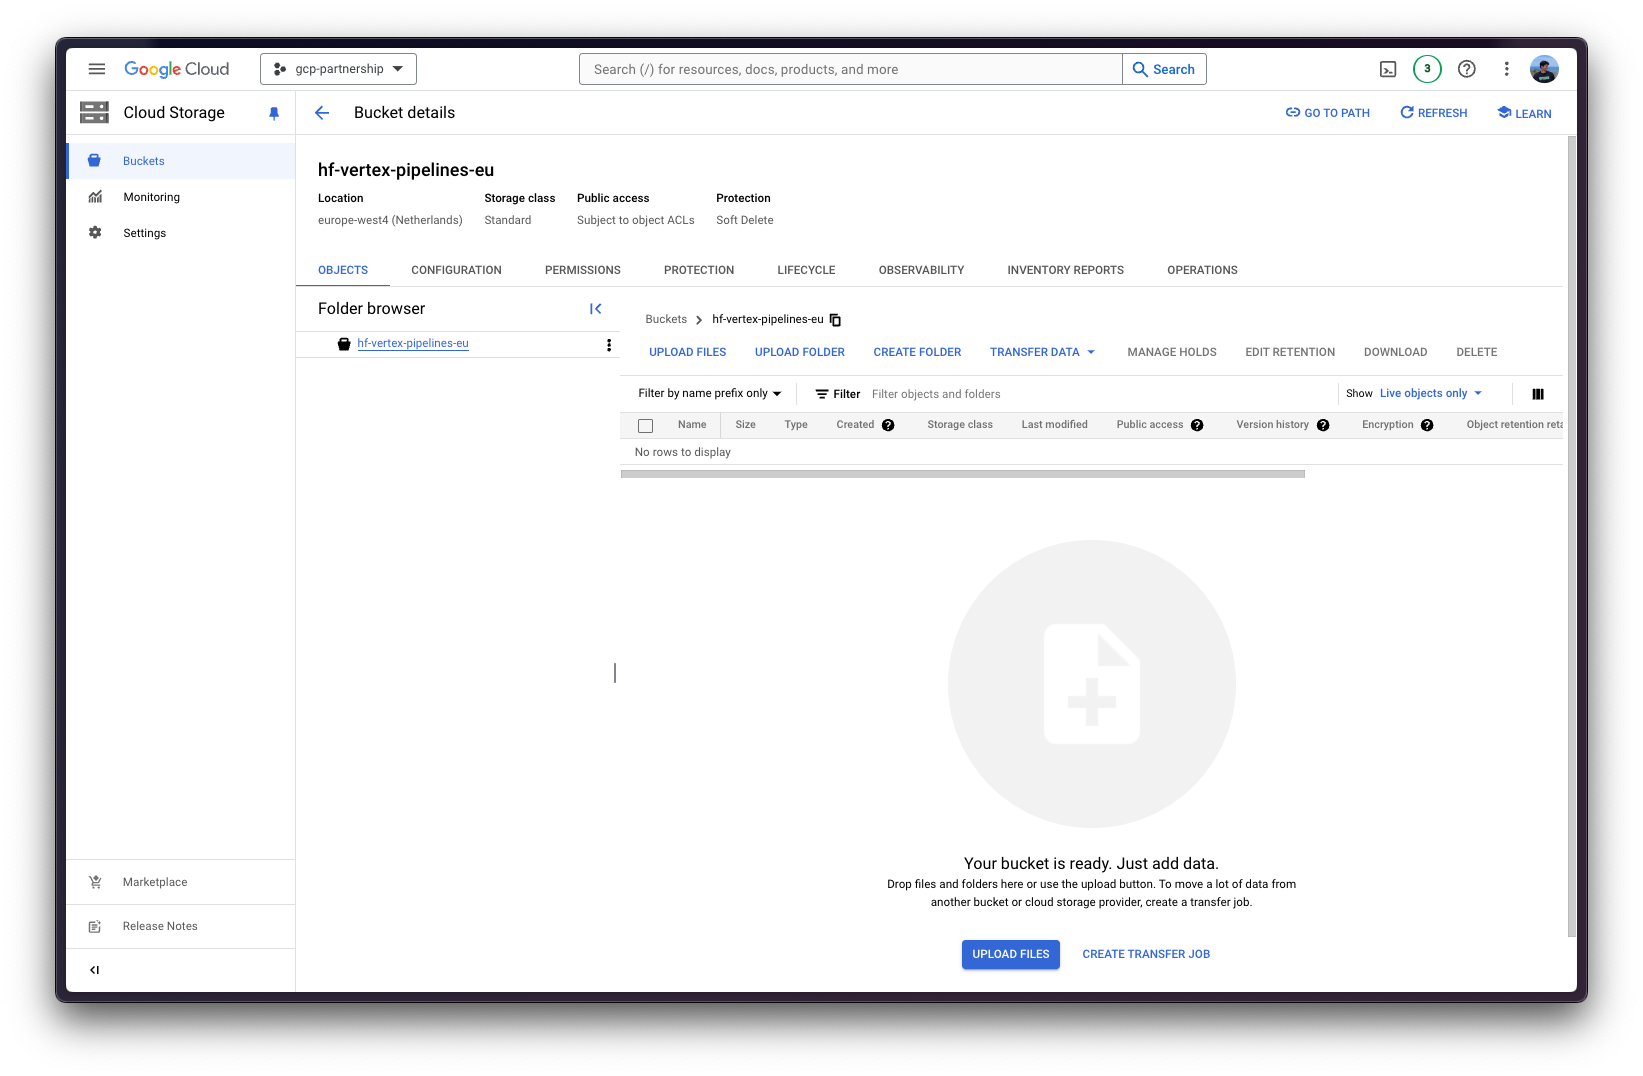 Google Cloud
gcp-partnership
Search (/) for resources, docs, products, and more
Search
3
Cloud Storage
Bucket details
GO TO PATH
REFRESH
LEARN
Buckets
Monitoring
Settings
Marketplace
Release Notes
hf-vertex-pipelines-eu
Location Storage class Public access Protection
europe-west4 (Netherlands) Standard Subject to object ACLs Soft Delete
OBJECTS CONFIGURATION PERMISSIONS PROTECTION LIFECYCLE OBSERVABILITY INVENTORY REPORTS OPERATIONS
Folder browser
hf-vertex-pipelines-eu
Buckets hf-vertex-pipelines-eu
UPLOAD FILES UPLOAD FOLDER CREATE FOLDER TRANSFER DATA MANAGE HOLDS EDIT RETENTION DOWNLOAD DELETE
Filter by name prefix only Filter Filter objects and folders Show Live objects only
Name Size Type Created Storage class Last modified Public access Version history Encryption Object retention reta
No rows to display
Your bucket is ready. Just add data.
Drop files and folders here or use the upload button. To move a lot of data from
another bucket or cloud storage provider, create a transfer job.
UPLOAD FILES CREATE TRANSFER JOB